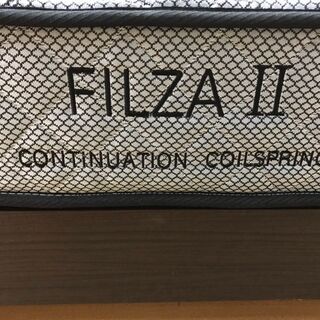 FILZA II
CONTINUATION COILSPRING